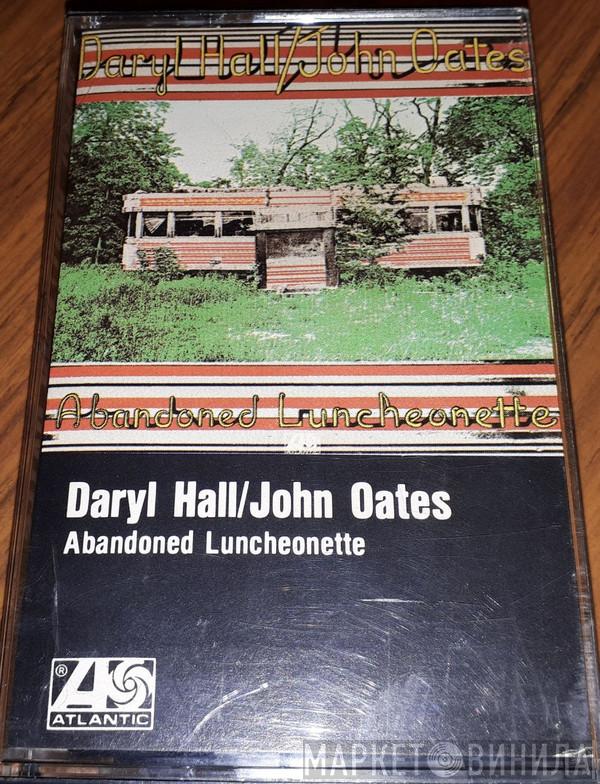 Daryl Hall/John Oates
Abandoned Luncheonette
Daryl Hall/John Oates
Abandoned Luncheonette
®
ATLANTIC
МАРКЕТ ВИНИЛА